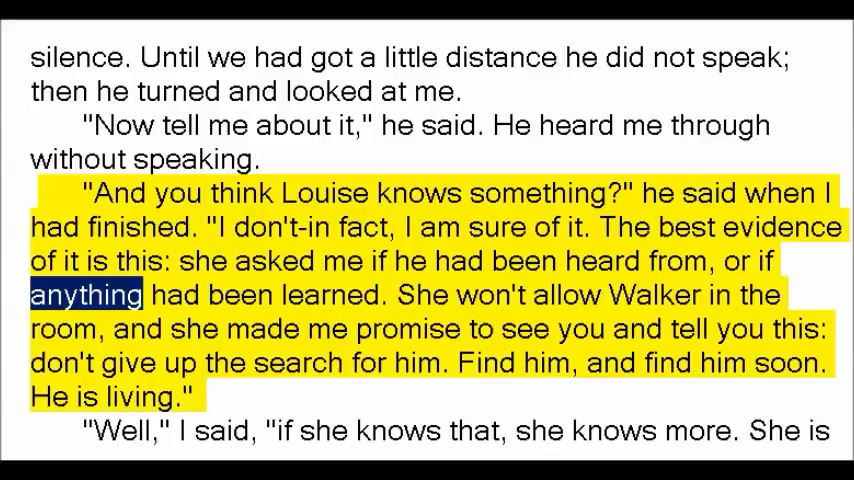 silence. Until we had got a little distance he did not speak;
then he turned and looked at me.
"Now tell me about it," he said. He heard me through
without speaking.
"And you think Louise knows something?" he said when I
had finished. "I don't-in fact, I am sure of it. The best evidence
of it is this: she asked me if he had been heard from, or if
anything had been learned. She won't allow Walker in the
room, and she made me promise to see you and tell you this:
don't give up the search for him. Find him, and find him soon.
He is living."
"Well," I said, "if she knows that, she knows more. She is